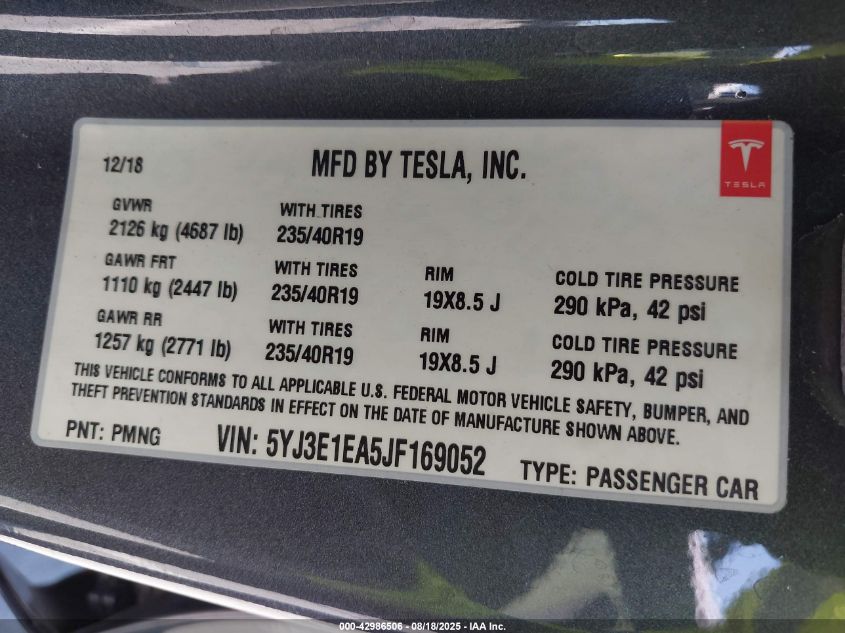 12/18
MFD BY TESLA, INC.
TESLA
GVWR
2126 kg (4687 lb)
WITH TIRES
235/40R19
GAWR FRT
1110 kg (2447 lb)
WITH TIRES
235/40R19
RIM
19X8.5 J
COLD TIRE PRESSURE
290 kPa, 42 psi
GAWR RR
1257 kg (2771 lb)
WITH TIRES
235/40R19
RIM
19X8.5 J
COLD TIRE PRESSURE
290 kPa, 42 psi
THIS VEHICLE CONFORMS TO ALL APPLICABLE U.S. FEDERAL MOTOR VEHICLE SAFETY, BUMPER, AND
THEFT PREVENTION STANDARDS IN EFFECT ON THE DATE OF MANUFACTURE SHOWN ABOVE.
PNT: PMNG
VIN: 5YJ3E1EA5JF169052
TYPE: PASSENGER CAR
000-42986506 - 08/18/2025 - IAA Inc.